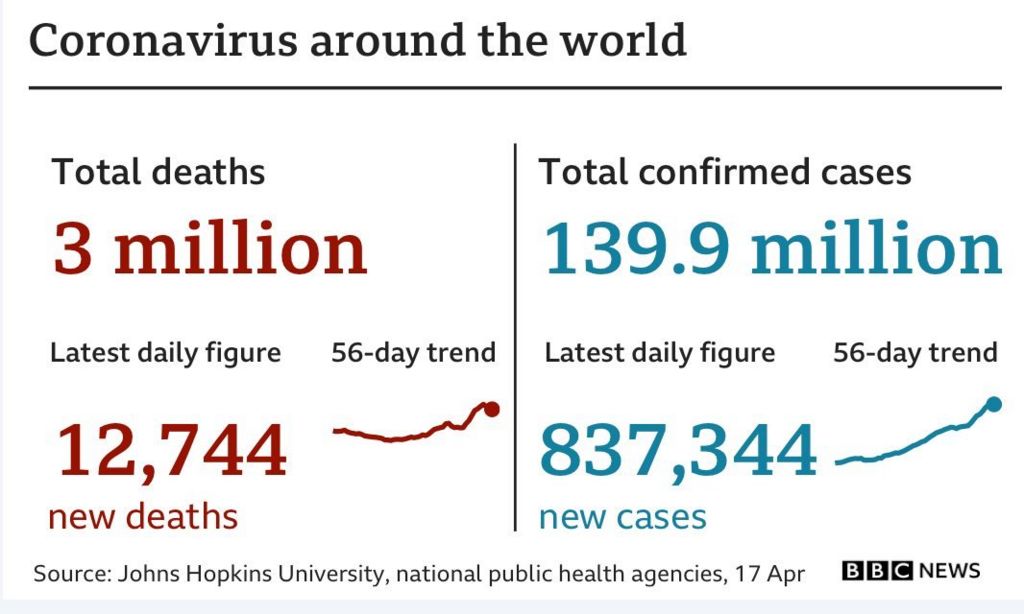 Coronavirus around the world
Total deaths
3 million
Latest daily figure
56-day trend
12,744
new deaths
Total confirmed cases
139.9 million
Latest daily figure
56-day trend
837,344
new cases
Source: Johns Hopkins University, national public health agencies, 17 Apr
BBC NEWS